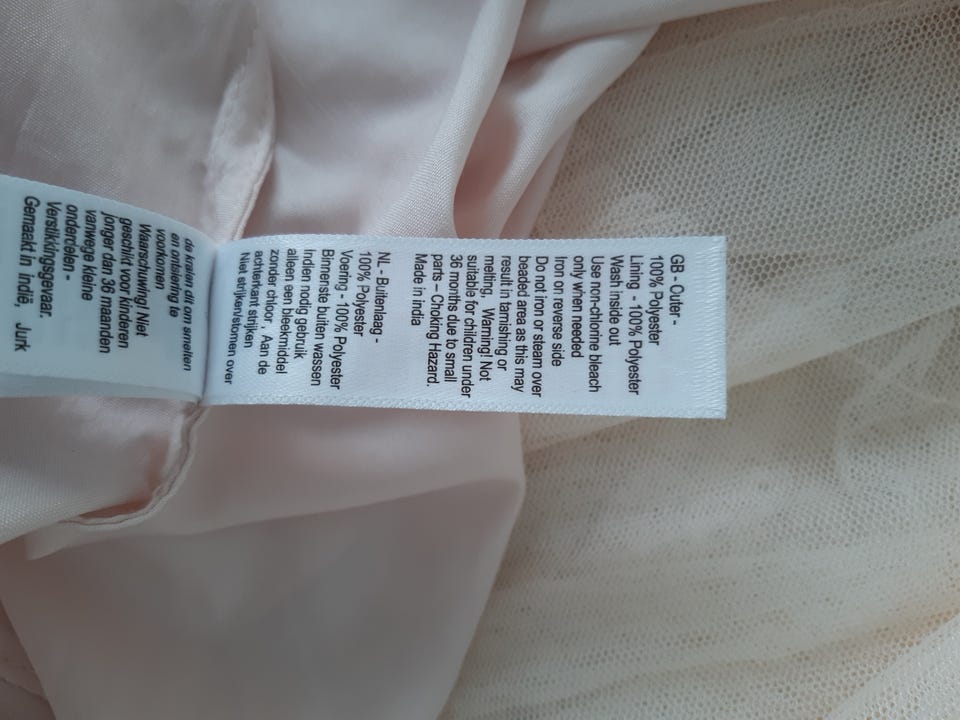 GB - Outer -
100% Polyester
Lining - 100% Polyester
Wash inside out
Use non-chlorine bleach
only when needed
Iron on reverse side
Do not iron or steam over
beaded area as this may
result in tarnishing or
melting, Warning! Not
suitable for children under
36 months due to small
parts – Choking Hazard.
Made in India
NL - Buitenlaag -
100% Polyester
Voering - 100% Polyester
Binnenste buiten wassen
Indien nodig gebruik
alleen een bleekmiddel
zonder chloor , Aan de
achterkant strijken
Niet strijken/stomen over
de kralen dit om smelten
en ontbiering te
voorkomen
Waarschuwing! Niet
geschikt voor kinderen
jonger dan 36 maanden
vanwege kleine
onderdelen -
Verstikkingsgevaar.
Gemaakt in Indië, Jurk